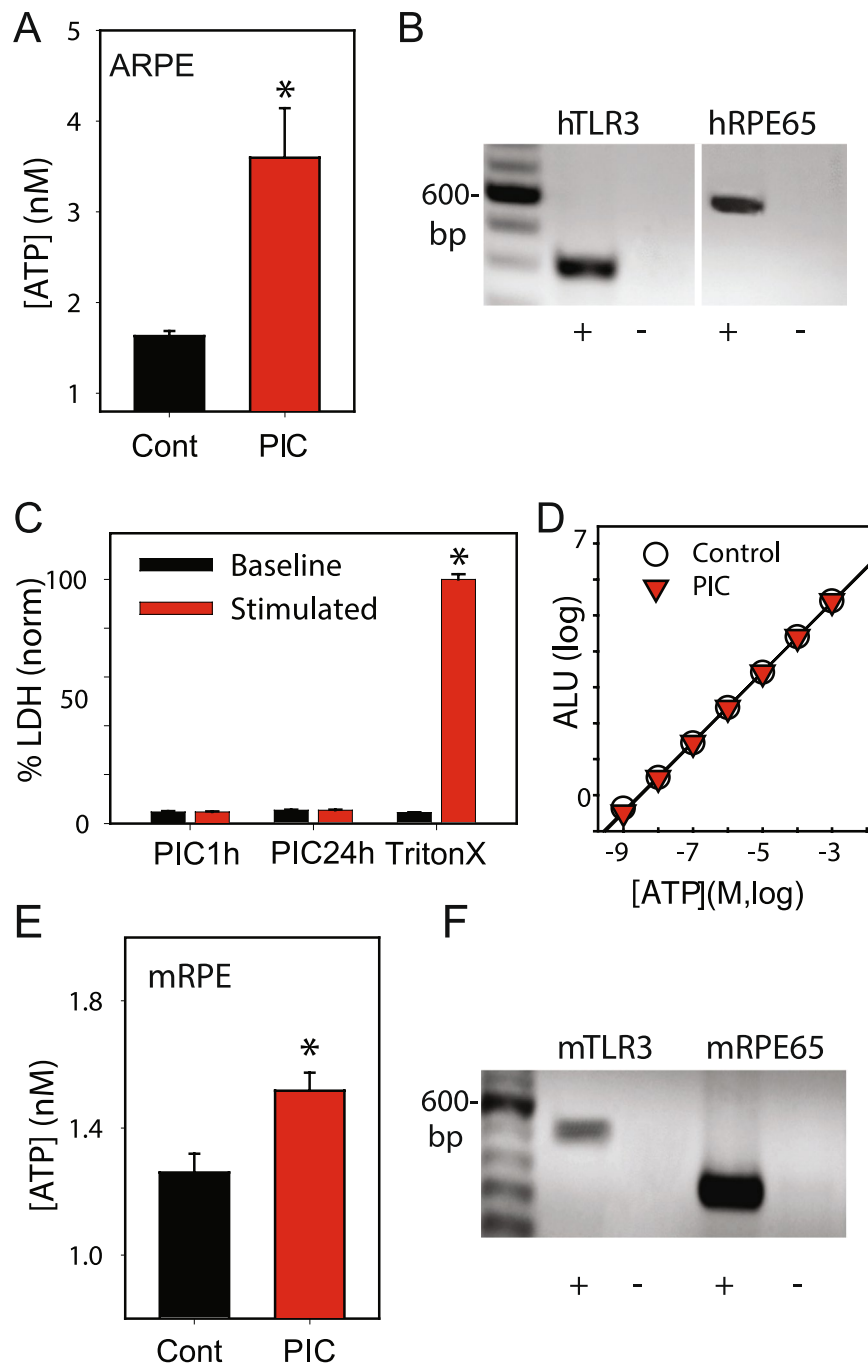 A
ARPE
*
[ATP] (nM)
5
4
3
2
1
Cont PIC
B
hTLR3 hRPE65
600-
bp
+ - + -
C
Baseline
Stimulated
*
% LDH (norm)
100
50
0
PIC1h PIC24h TritonX
D
Control
PIC
ALU (log)
7
0
-9 -7 -5 -3
[ATP](M,log)
E
mRPE
*
[ATP] (nM)
1.8
1.4
1.0
Cont PIC
F
mTLR3 mRPE65
600-
bp
+ - + -